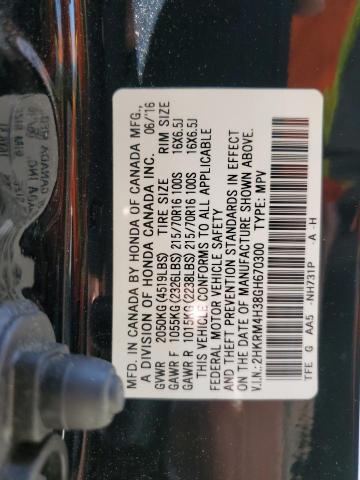 MFD. IN CANADA BY HONDA OF CANADA MFG.,
A DIVISION OF HONDA CANADA INC. 06/'16
GVWR 2050KG(4519LBS) TIRE SIZE RIM SIZE
GAWR F 1055KG(2326LBS)215/70R16 100S 16X6.5J
GAWR R 1015KG(2238LBS)215/70R16 100S 16X6.5J
THIS VEHICLE CONFORMS TO ALL APPLICABLE
FEDERAL MOTOR VEHICLE SAFETY
AND THEFT PREVENTION STANDARDS IN EFFECT
ON THE DATE OF MANUFACTURE SHOWN ABOVE.
V.I.N.:2HKRM4H38GH670300 TYPE: MPV
TFE G AA5 -NH731P -A -H